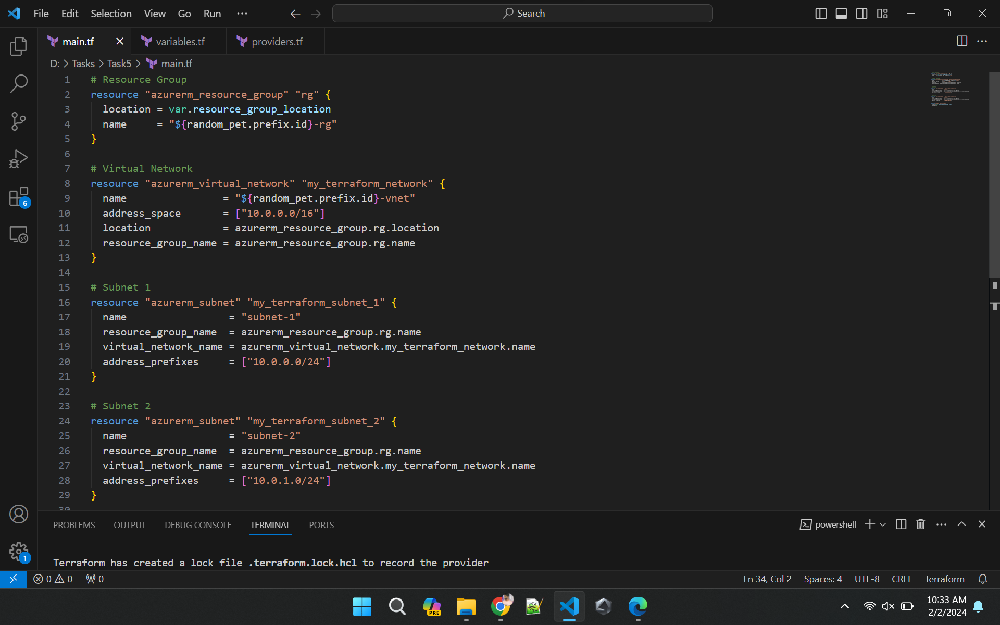 File Edit Selection View Go Run ··· Search
main.tf variables.tf providers.tf
D: > Tasks > Task5 > main.tf
1 # Resource Group
2 resource "azurerm_resource_group" "rg" {
3   location = var.resource_group_location
4   name     = "${random_pet.prefix.id}-rg"
5 }
6
7 # Virtual Network
8 resource "azurerm_virtual_network" "my_terraform_network" {
9   name                = "${random_pet.prefix.id}-vnet"
10   address_space       = ["10.0.0.0/16"]
11   location            = azurerm_resource_group.rg.location
12   resource_group_name = azurerm_resource_group.rg.name
13 }
14
15 # Subnet 1
16 resource "azurerm_subnet" "my_terraform_subnet_1" {
17   name                 = "subnet-1"
18   resource_group_name  = azurerm_resource_group.rg.name
19   virtual_network_name = azurerm_virtual_network.my_terraform_network.name
20   address_prefixes     = ["10.0.0.0/24"]
21 }
22
23 # Subnet 2
24 resource "azurerm_subnet" "my_terraform_subnet_2" {
25   name                 = "subnet-2"
26   resource_group_name  = azurerm_resource_group.rg.name
27   virtual_network_name = azurerm_virtual_network.my_terraform_network.name
28   address_prefixes     = ["10.0.1.0/24"]
29 }
30
6
1
PROBLEMS OUTPUT DEBUG CONSOLE TERMINAL PORTS powershell
Terraform has created a lock file .terraform.lock.hcl to record the provider
0 0 0 Ln 34, Col 2 Spaces: 4 UTF-8 CRLF Terraform
PRE
10:33 AM
2/2/2024